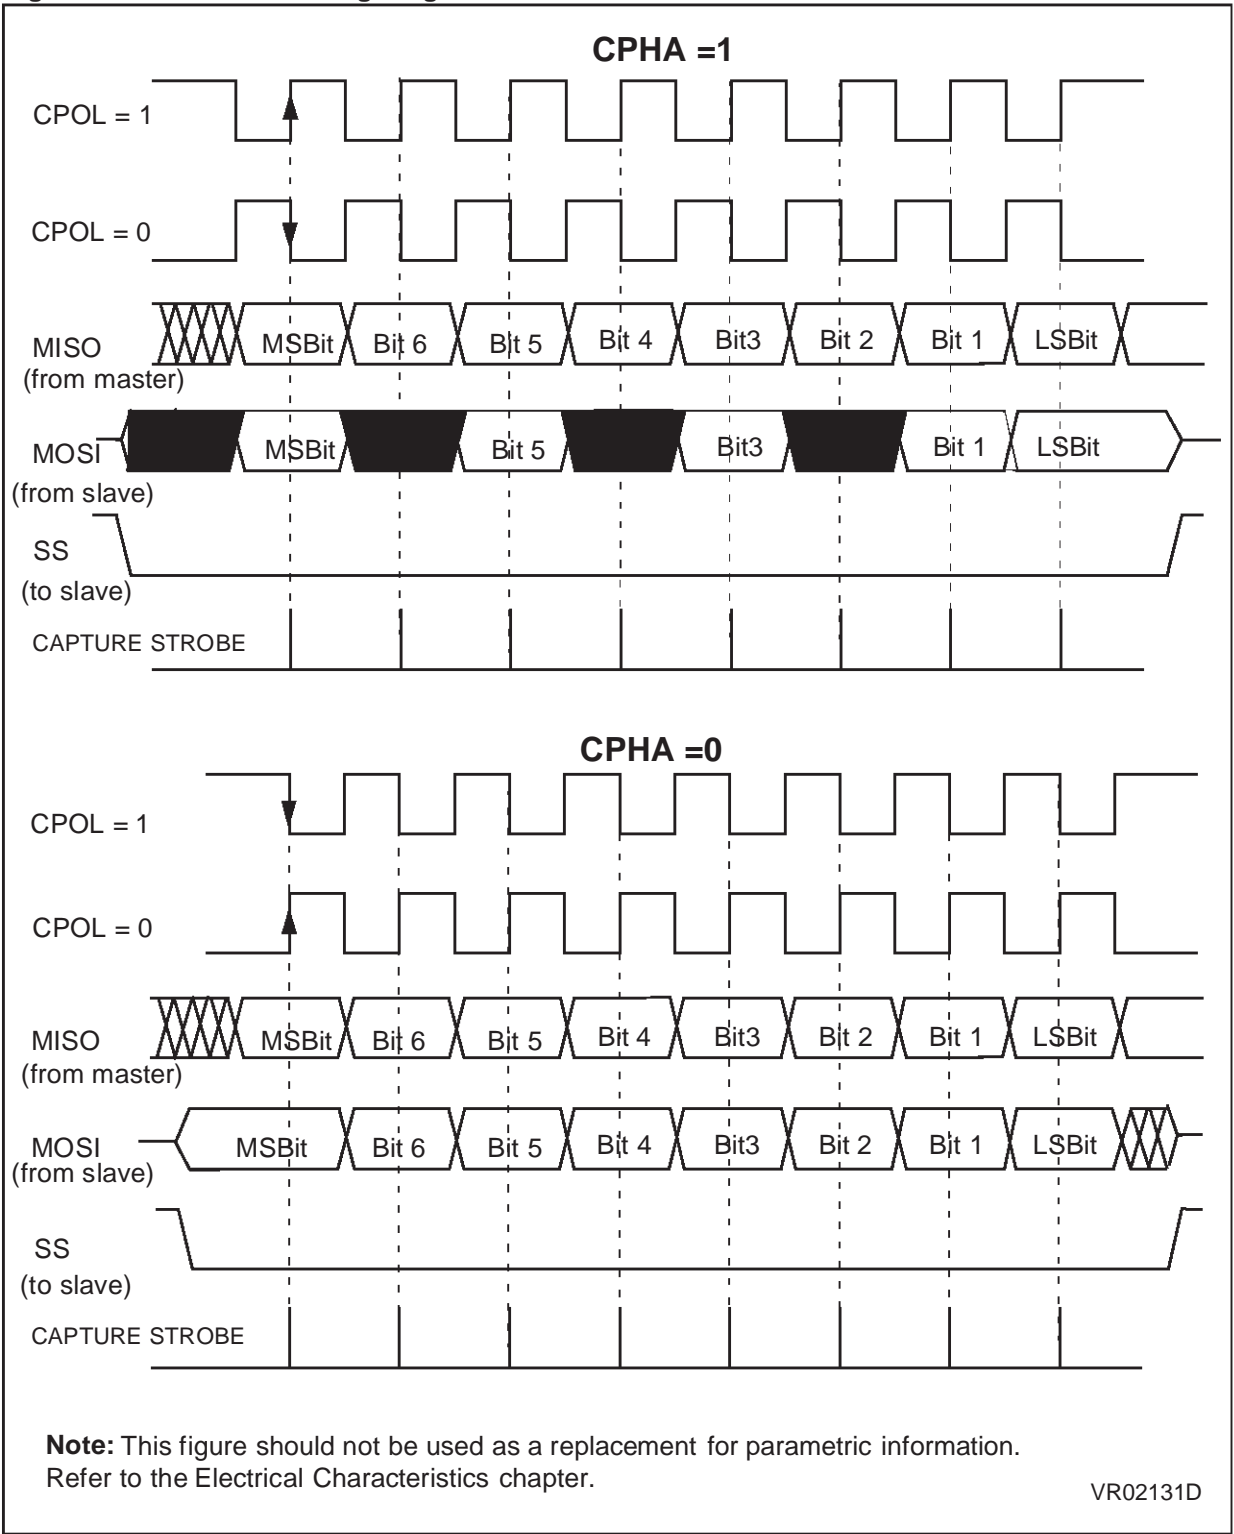 CPHA =1
CPOL = 1
CPOL = 0
MISO
(from master)
MSBit Bit 6 Bit 5 Bit 4 Bit3 Bit 2 Bit 1 LSBit
MOSI
(from slave)
MSBit Bit 5 Bit3 Bit 1 LSBit
SS
(to slave)
CAPTURE STROBE
CPHA =0
CPOL = 1
CPOL = 0
MISO
(from master)
MSBit Bit 6 Bit 5 Bit 4 Bit3 Bit 2 Bit 1 LSBit
MOSI
(from slave)
MSBit Bit 6 Bit 5 Bit 4 Bit3 Bit 2 Bit 1 LSBit
SS
(to slave)
CAPTURE STROBE
Note: This figure should not be used as a replacement for parametric information.
Refer to the Electrical Characteristics chapter.
VR02131D